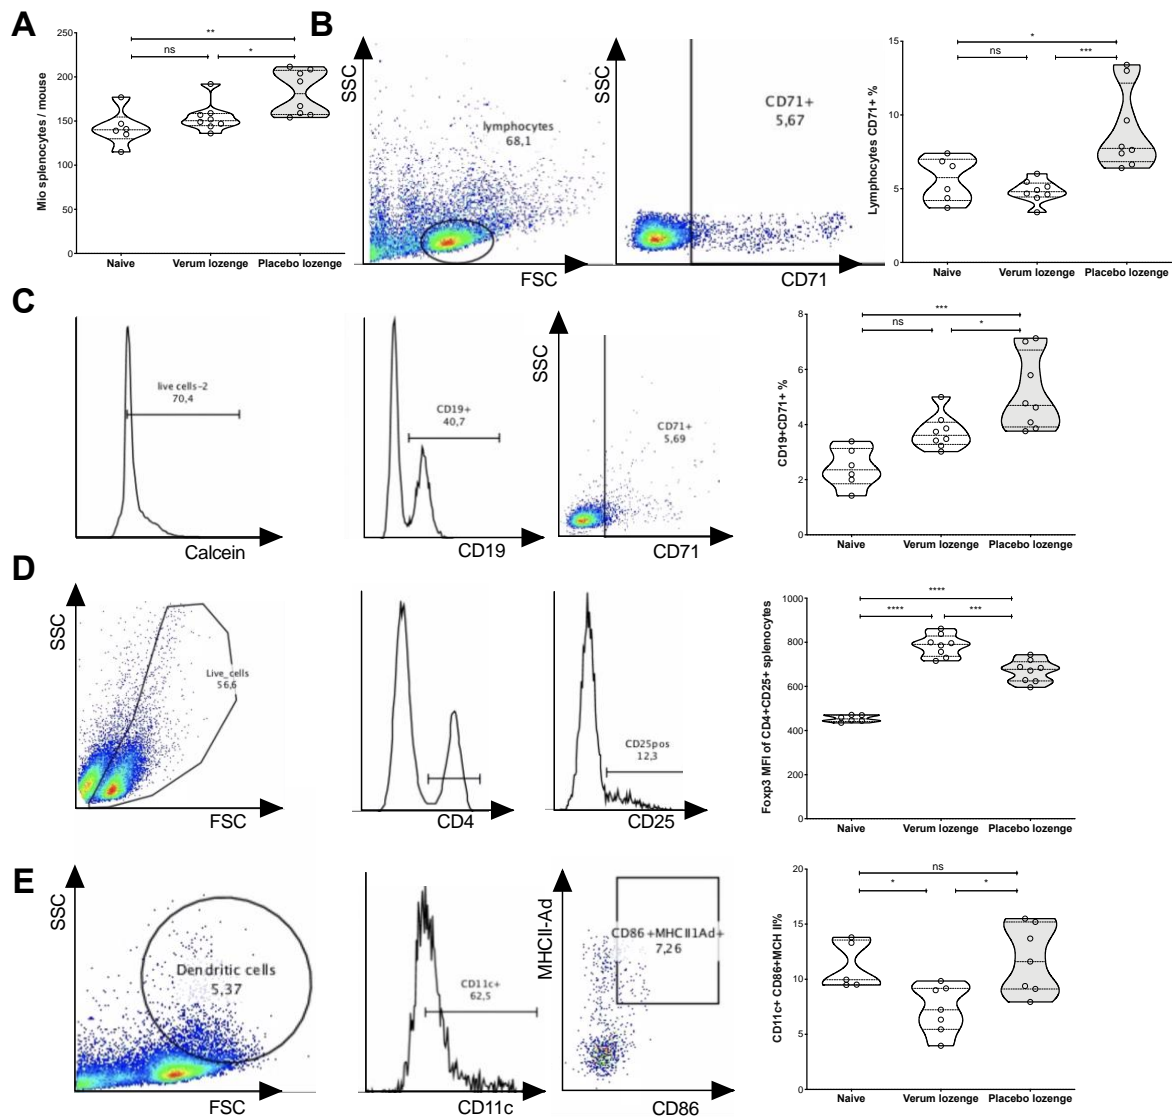 A
Mio splenocytes / mouse
250
200
150
100
50
0
**
ns
*
Naive
Verum lozenge
Placebo lozenge
B
SSC
lymphocytes
68,1
FSC
SSC
CD71+
5,67
CD71
Lymphocytes CD71+ %
15
10
5
0
*
ns
***
Naive
Verum lozenge
Placebo lozenge
C
live cells-2
70,4
Calcein
CD19+
40,7
CD19
SSC
CD71+
5,69
CD71
CD19+CD71+ %
8
6
4
2
0
***
ns
*
Naive
Verum lozenge
Placebo lozenge
D
SSC
Live_cells
56,6
FSC
CD4
CD25pos
12,3
CD25
Foxp3 MFI of CD4+CD25+ splenocytes
1000
800
600
400
200
0
****
****
***
Naive
Verum lozenge
Placebo lozenge
E
SSC
Dendritic cells
5,37
FSC
CD11c+
62,5
CD11c
MHCII-Ad
CD86+MHCII1Ad+
7,26
CD86
CD11c+ CD86+MCH II%
20
15
10
5
0
ns
*
*
Naive
Verum lozenge
Placebo lozenge